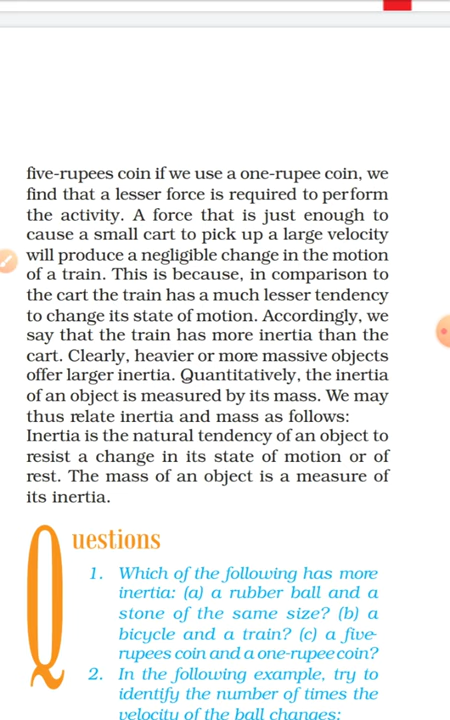 five-rupees coin if we use a one-rupee coin, we
find that a lesser force is required to perform
the activity. A force that is just enough to
cause a small cart to pick up a large velocity
will produce a negligible change in the motion
of a train. This is because, in comparison to
the cart the train has a much lesser tendency
to change its state of motion. Accordingly, we
say that the train has more inertia than the
cart. Clearly, heavier or more massive objects
offer larger inertia. Quantitatively, the inertia
of an object is measured by its mass. We may
thus relate inertia and mass as follows:
Inertia is the natural tendency of an object to
resist a change in its state of motion or of
rest. The mass of an object is a measure of
its inertia.
Questions
1. Which of the following has more
inertia: (a) a rubber ball and a
stone of the same size? (b) a
bicycle and a train? (c) a five-
rupees coin and a one-rupee coin?
2. In the following example, try to
identify the number of times the
velocity of the ball changes: